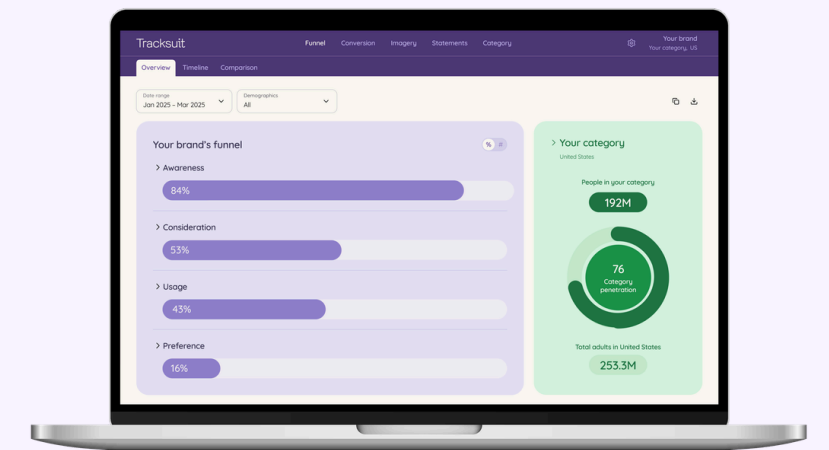 Tracksuit
Funnel Conversion Imagery Statements Category
Your brand
Your category, US
Overview Timeline Comparison
Date range
Jan 2025 - Mar 2025
Demographics
All
Your brand's funnel
% #
Awareness
84%
Consideration
53%
Usage
43%
Preference
16%
Your category
United States
People in your category
192M
76
Category
penetration
Total adults in United States
253.3M